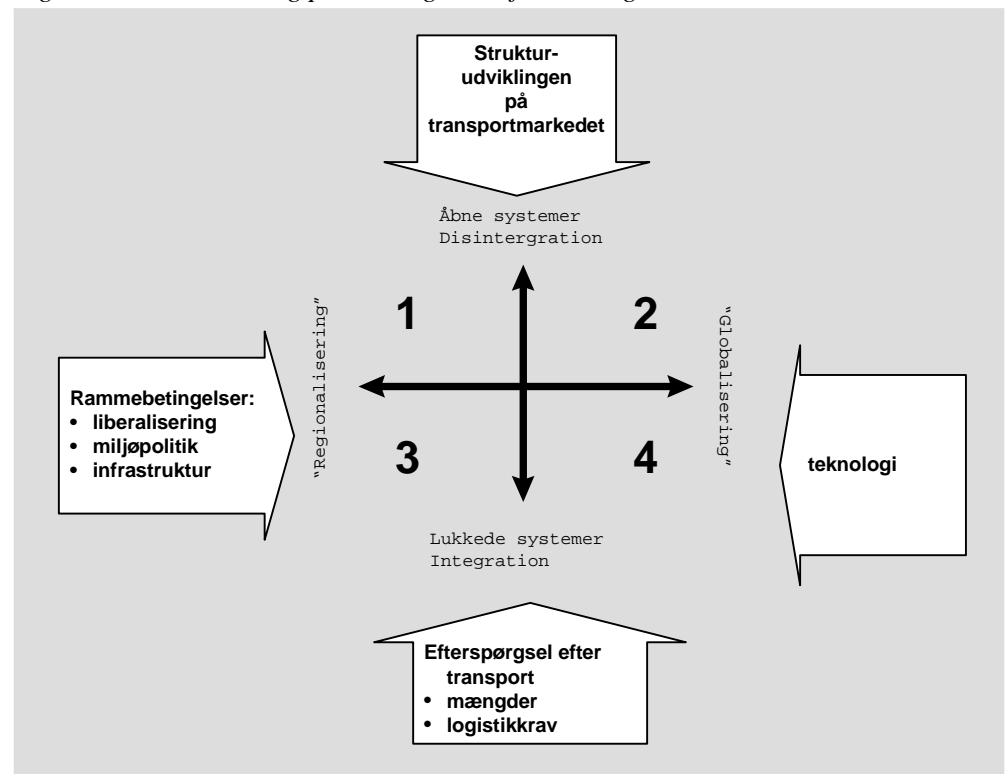 Struktur-
udviklingen
på
transportmarkedet
Åbne systemer
Disintergration
1
2
"Regionalisering"
"Globalisering"
Rammebetingelser:
• liberalisering
• miljøpolitik
• infrastruktur
3
4
teknologi
Lukkede systemer
Integration
Efterspørgsel efter
transport
• mængder
• logistikkrav